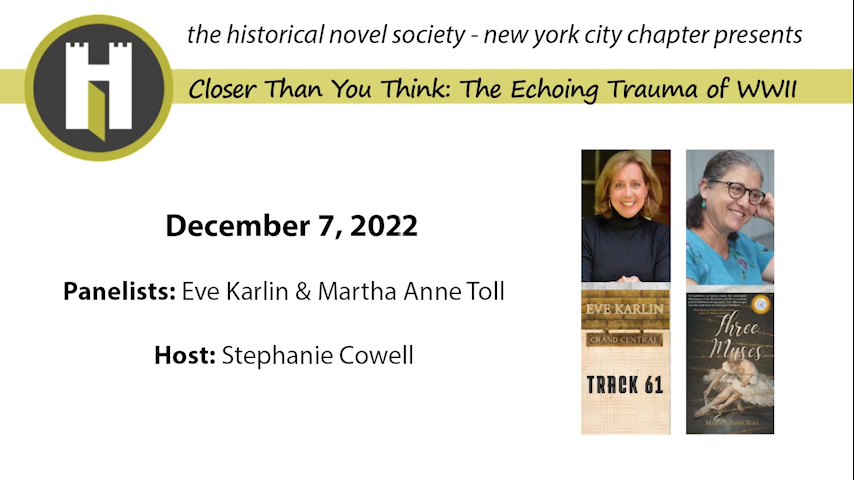 the historical novel society - new york city chapter presents
Closer Than You Think: The Echoing Trauma of WWII
H
December 7, 2022
Panelists: Eve Karlin & Martha Anne Toll
Host: Stephanie Cowell
EVE KARLIN
GRAND CENTRAL
TRACK 61
Three
Muses
MARTHA ANNE TOLL